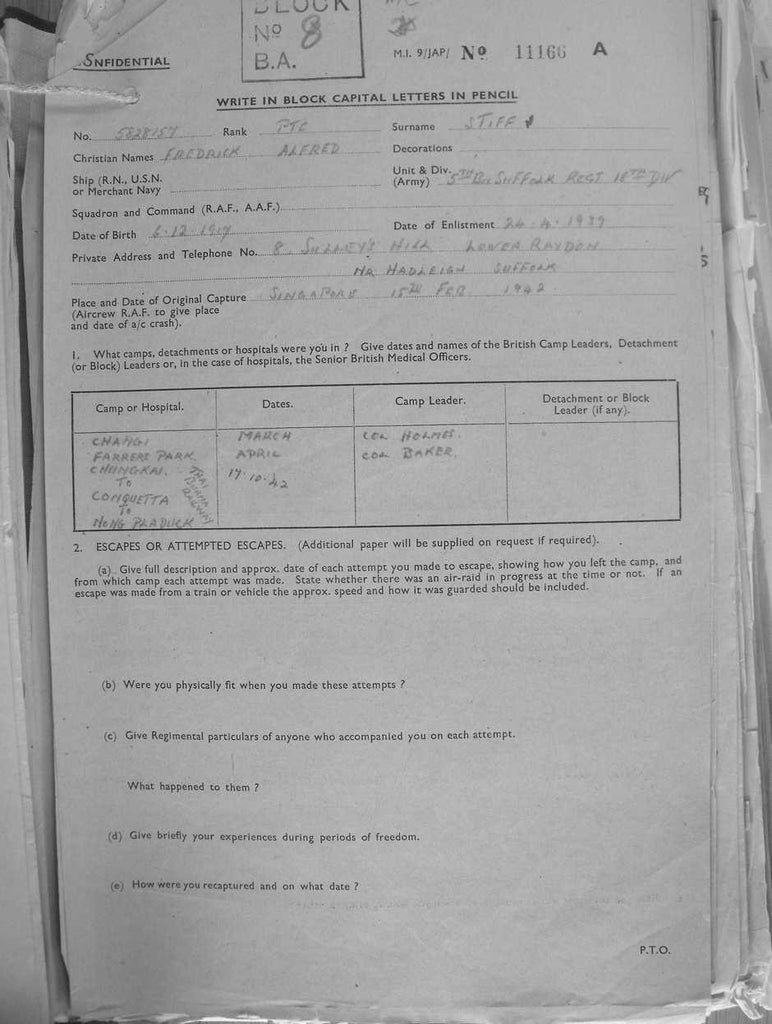 BLOCK
Nº 8
B.A.
NFIDENTIAL
M.I. 9/JAP/ Nº 11166 A
WRITE IN BLOCK CAPITAL LETTERS IN PENCIL
No. 5828157 Rank PTE Surname STIFF
Christian Names FREDRICK ALFRED Decorations
Ship (R.N., U.S.N. or Merchant Navy
Unit & Div. (Army) 5TH BN SUFFOLK REGT 18TH DIV
Squadron and Command (R.A.F., A.A.F.)
Date of Birth 6.12.1917 Date of Enlistment 24.4.1939
Private Address and Telephone No. 8 HILL LOWER RAYDON
NR HADLEIGH SUFFOLK
Place and Date of Original Capture SINGAPORE 15TH FEB 1942
(Aircrew R.A.F. to give place
and date of a/c crash).
1. What camps, detachments or hospitals were you in ? Give dates and names of the British Camp Leaders, Detachment
(or Block) Leaders or, in the case of hospitals, the Senior British Medical Officers.
Camp or Hospital. Dates. Camp Leader. Detachment or Block Leader (if any).
CHANGI MARCH COL HOLMES.
FARRERS PARK. APRIL COL BAKER.
CHUNGKAI. 17.10.42
TO
CONQUETTA
TO
NONG PLADUCK
THAI
BURMA
RAILWAY
2. ESCAPES OR ATTEMPTED ESCAPES. (Additional paper will be supplied on request if required).
(a) Give full description and approx. date of each attempt you made to escape, showing how you left the camp, and
from which camp each attempt was made. State whether there was an air-raid in progress at the time or not. If an
escape was made from a train or vehicle the approx. speed and how it was guarded should be included.
(b) Were you physically fit when you made these attempts ?
(c) Give Regimental particulars of anyone who accompanied you on each attempt.
What happened to them ?
(d) Give briefly your experiences during periods of freedom.
(e) How were you recaptured and on what date ?
P.T.O.